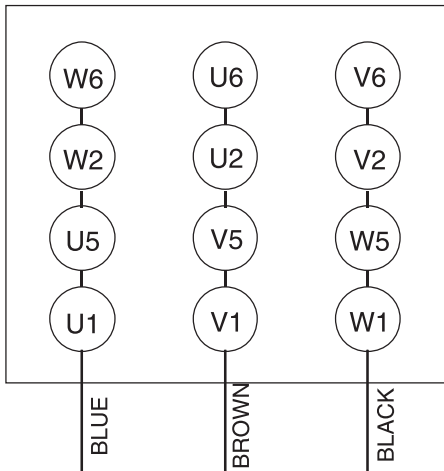 W6 U6 V6
W2 U2 V2
U5 V5 W5
U1 V1 W1
BLUE BROWN BLACK